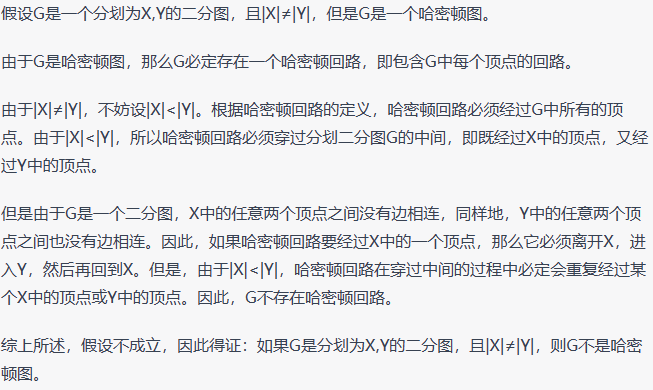 假设G是一个分划为X,Y的二分图，且|X|≠|Y|，但是G是一个哈密顿图。
由于G是哈密顿图，那么G必定存在一个哈密顿回路，即包含G中每个顶点的回路。
由于|X|≠|Y|，不妨设|X|<|Y|。根据哈密顿回路的定义，哈密顿回路必须经过G中所有的顶
点。由于|X|<|Y|，所以哈密顿回路必须穿过分划二分图G的中间，即既经过X中的顶点，又经
过Y中的顶点。
但是由于G是一个二分图，X中的任意两个顶点之间没有边相连，同样地，Y中的任意两个顶
点之间也没有边相连。因此，如果哈密顿回路要经过X中的一个顶点，那么它必须离开X，进
入Y，然后再回到X。但是，由于|X|<|Y|，哈密顿回路在穿过中间的过程中必定会重复经过某
个X中的顶点或Y中的顶点。因此，G不存在哈密顿回路。
综上所述，假设不成立，因此得证：如果G是分划为X,Y的二分图，且|X|≠|Y|，则G不是哈密
顿图。